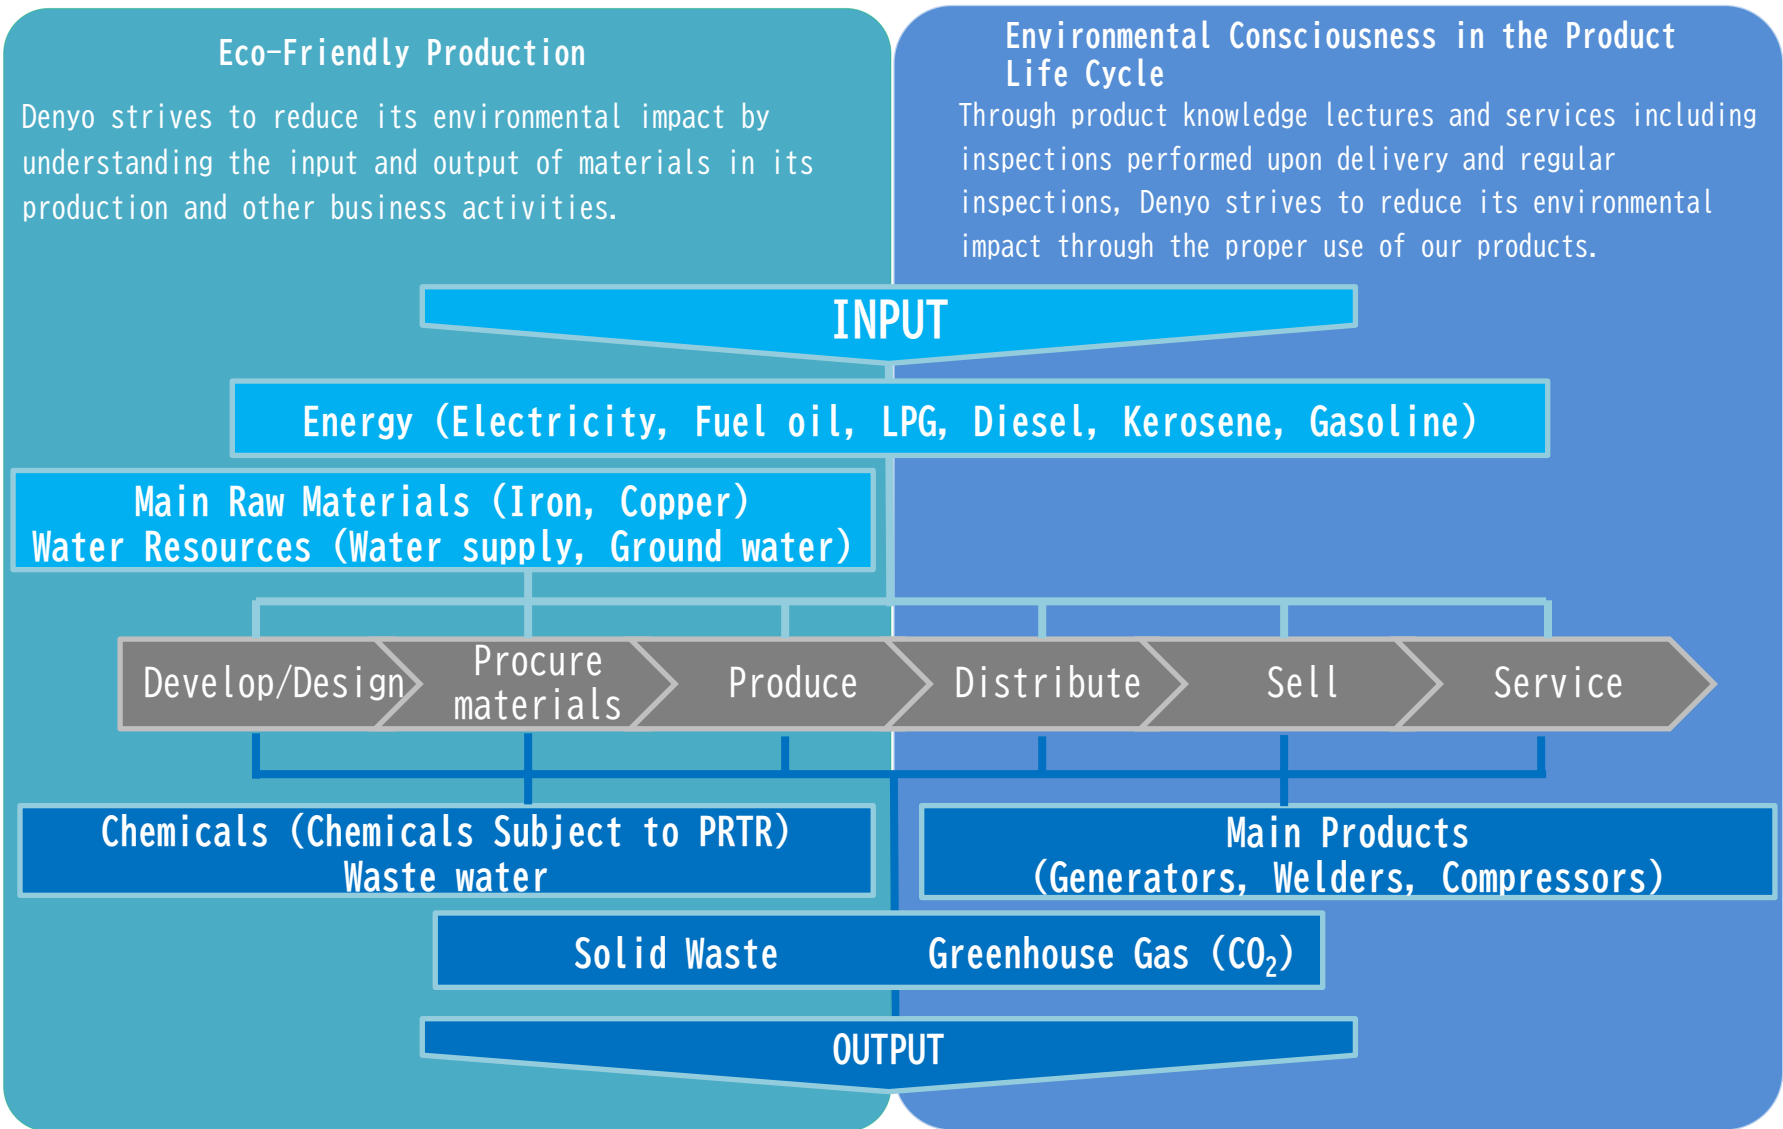 Eco-Friendly Production
Denyo strives to reduce its environmental impact by
understanding the input and output of materials in its
production and other business activities.
Environmental Consciousness in the Product
Life Cycle
Through product knowledge lectures and services including
inspections performed upon delivery and regular
inspections, Denyo strives to reduce its environmental
impact through the proper use of our products.
INPUT
Energy (Electricity, Fuel oil, LPG, Diesel, Kerosene, Gasoline)
Main Raw Materials (Iron, Copper)
Water Resources (Water supply, Ground water)
Develop/Design
Procure
materials
Produce
Distribute
Sell
Service
Chemicals (Chemicals Subject to PRTR)
Waste water
Main Products
(Generators, Welders, Compressors)
Solid Waste
Greenhouse Gas (CO₂)
OUTPUT